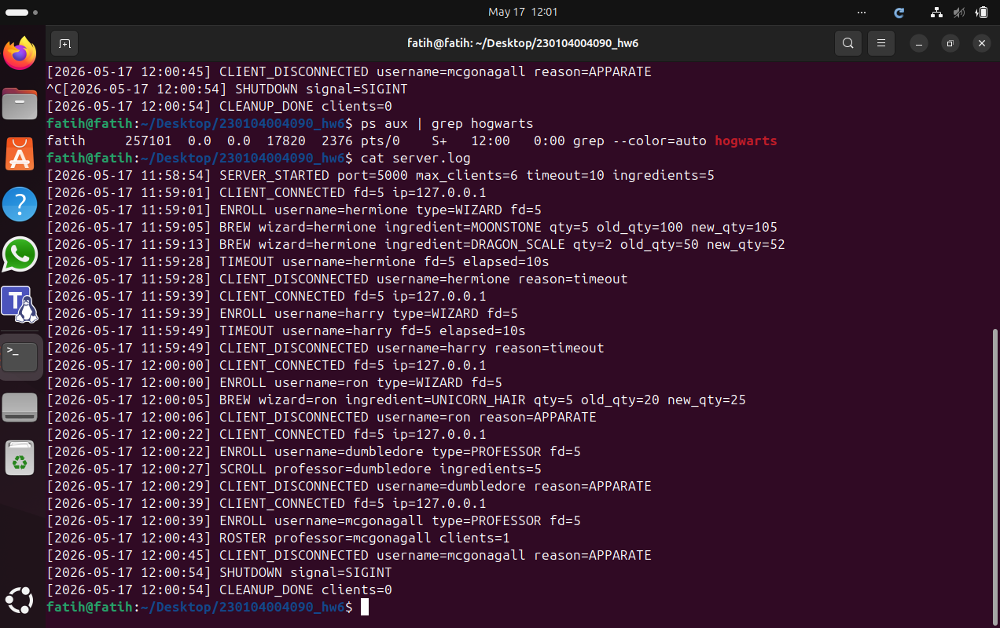 May 17 12:01
fatih@fatih: ~/Desktop/230104004090_hw6
[2026-05-17 12:00:45] CLIENT_DISCONNECTED username=mcgonagall reason=APPARATE
^C[2026-05-17 12:00:54] SHUTDOWN signal=SIGINT
[2026-05-17 12:00:54] CLEANUP_DONE clients=0
fatih@fatih:~/Desktop/230104004090_hw6$ ps aux | grep hogwarts
fatih     257101  0.0  0.0  17820  2376 pts/0    S+   12:00   0:00 grep --color=auto hogwarts
fatih@fatih:~/Desktop/230104004090_hw6$ cat server.log
[2026-05-17 11:58:54] SERVER_STARTED port=5000 max_clients=6 timeout=10 ingredients=5
[2026-05-17 11:59:01] CLIENT_CONNECTED fd=5 ip=127.0.0.1
[2026-05-17 11:59:01] ENROLL username=hermione type=WIZARD fd=5
[2026-05-17 11:59:05] BREW wizard=hermione ingredient=MOONSTONE qty=5 old_qty=100 new_qty=105
[2026-05-17 11:59:13] BREW wizard=hermione ingredient=DRAGON_SCALE qty=2 old_qty=50 new_qty=52
[2026-05-17 11:59:28] TIMEOUT username=hermione fd=5 elapsed=10s
[2026-05-17 11:59:28] CLIENT_DISCONNECTED username=hermione reason=timeout
[2026-05-17 11:59:39] CLIENT_CONNECTED fd=5 ip=127.0.0.1
[2026-05-17 11:59:39] ENROLL username=harry type=WIZARD fd=5
[2026-05-17 11:59:49] TIMEOUT username=harry fd=5 elapsed=10s
[2026-05-17 11:59:49] CLIENT_DISCONNECTED username=harry reason=timeout
[2026-05-17 12:00:00] CLIENT_CONNECTED fd=5 ip=127.0.0.1
[2026-05-17 12:00:00] ENROLL username=ron type=WIZARD fd=5
[2026-05-17 12:00:05] BREW wizard=ron ingredient=UNICORN_HAIR qty=5 old_qty=20 new_qty=25
[2026-05-17 12:00:06] CLIENT_DISCONNECTED username=ron reason=APPARATE
[2026-05-17 12:00:22] CLIENT_CONNECTED fd=5 ip=127.0.0.1
[2026-05-17 12:00:22] ENROLL username=dumbledore type=PROFESSOR fd=5
[2026-05-17 12:00:27] SCROLL professor=dumbledore ingredients=5
[2026-05-17 12:00:29] CLIENT_DISCONNECTED username=dumbledore reason=APPARATE
[2026-05-17 12:00:39] CLIENT_CONNECTED fd=5 ip=127.0.0.1
[2026-05-17 12:00:39] ENROLL username=mcgonagall type=PROFESSOR fd=5
[2026-05-17 12:00:43] ROSTER professor=mcgonagall clients=1
[2026-05-17 12:00:45] CLIENT_DISCONNECTED username=mcgonagall reason=APPARATE
[2026-05-17 12:00:54] SHUTDOWN signal=SIGINT
[2026-05-17 12:00:54] CLEANUP_DONE clients=0
fatih@fatih:~/Desktop/230104004090_hw6$